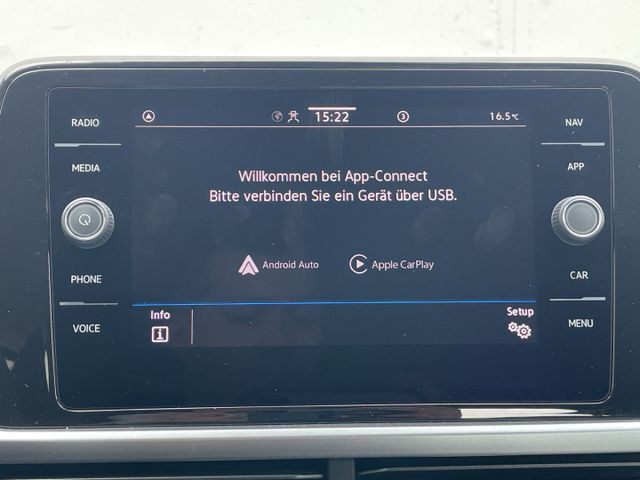 RADIO
MEDIA
PHONE
VOICE
15:22
3
16.5°C
Willkommen bei App-Connect
Bitte verbinden Sie ein Gerät über USB.
Android Auto
Apple CarPlay
Info
Setup
NAV
APP
CAR
MENU